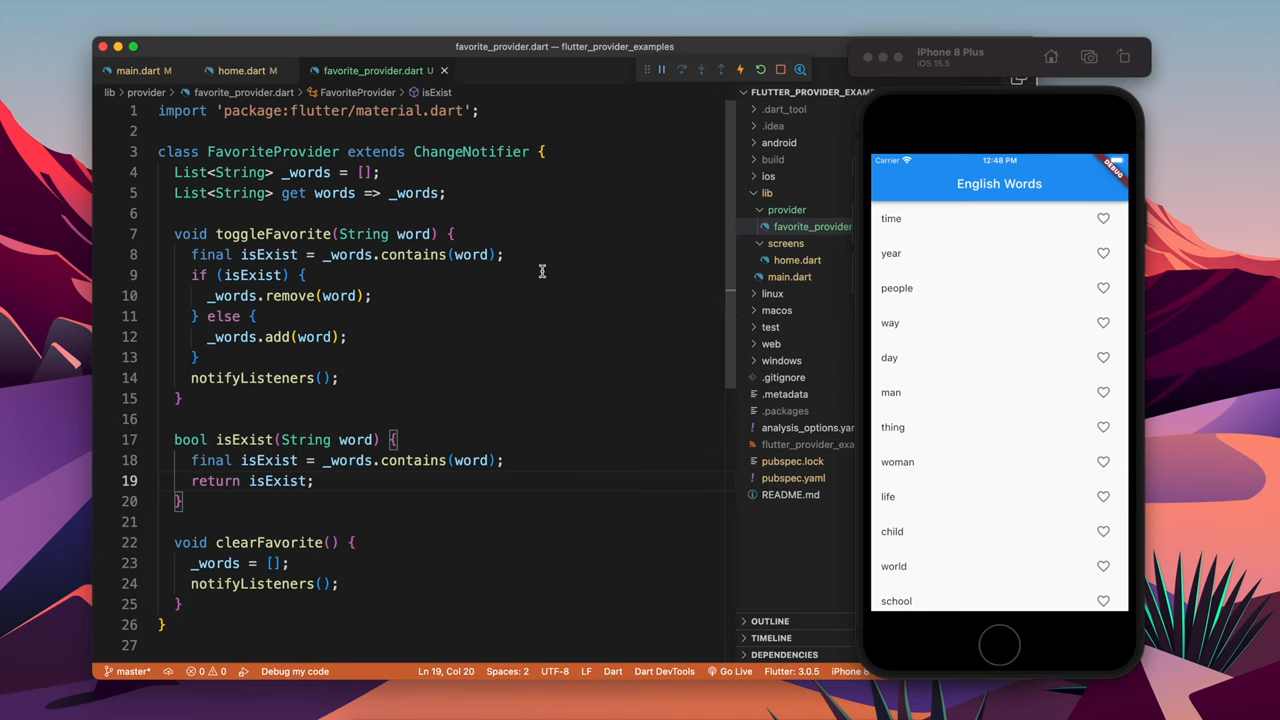 favorite_provider.dart — flutter_provider_examples
main.dart M
home.dart M
favorite_provider.dart U
lib > provider > favorite_provider.dart > FavoriteProvider > isExist
1 import 'package:flutter/material.dart';
2
3 class FavoriteProvider extends ChangeNotifier {
4 List<String> _words = [];
5 List<String> get words => _words;
6
7 void toggleFavorite(String word) {
8 final isExist = _words.contains(word);
9 if (isExist) {
10 _words.remove(word);
11 } else {
12 _words.add(word);
13 }
14 notifyListeners();
15 }
16
17 bool isExist(String word) {
18 final isExist = _words.contains(word);
19 return isExist;
20 }
21
22 void clearFavorite() {
23 _words = [];
24 notifyListeners();
25 }
26 }
27
FLUTTER_PROVIDER_EXAM
.dart_tool
.idea
android
build
ios
lib
provider
favorite_provider
screens
home.dart
main.dart
linux
macos
test
web
windows
.gitignore
.metadata
.packages
analysis_options.yar
flutter_provider_exa
pubspec.lock
pubspec.yaml
README.md
OUTLINE
TIMELINE
DEPENDENCIES
master*
0 0
Debug my code
Ln 19, Col 20
Spaces: 2
UTF-8
LF
Dart
Dart DevTools
Go Live
Flutter: 3.0.5
iPhone 8
iPhone 8 Plus
iOS 15.5
Carrier
12:48 PM
DEBUG
English Words
time
year
people
way
day
man
thing
woman
life
child
world
school